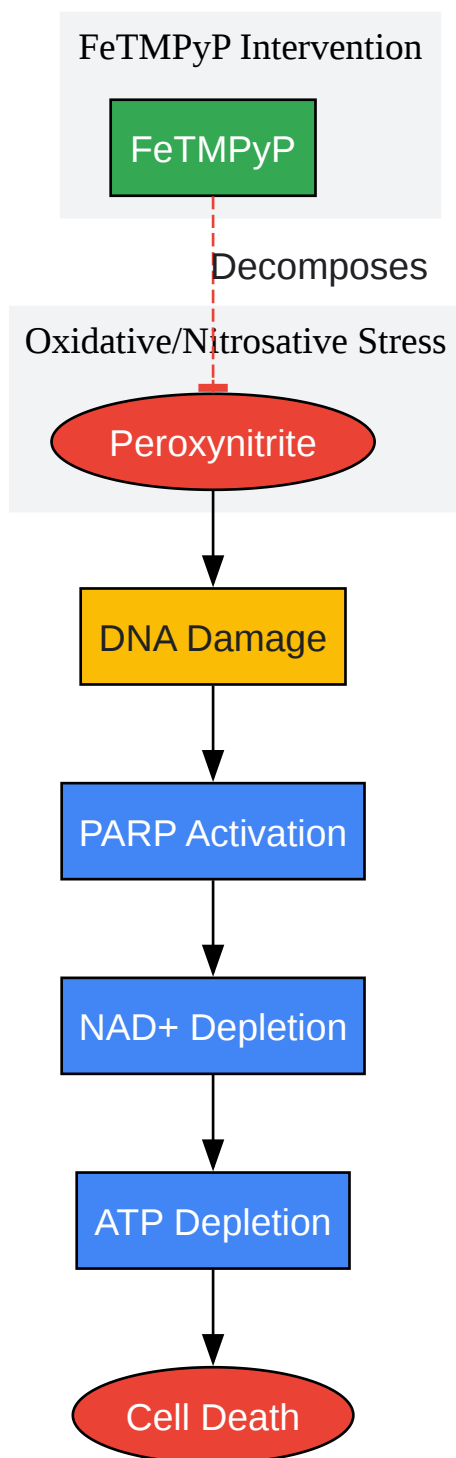 FeTMPyP Intervention
FeTMPyP
Decomposes
Oxidative/Nitrosative Stress
Peroxynitrite
DNA Damage
PARP Activation
NAD+ Depletion
ATP Depletion
Cell Death